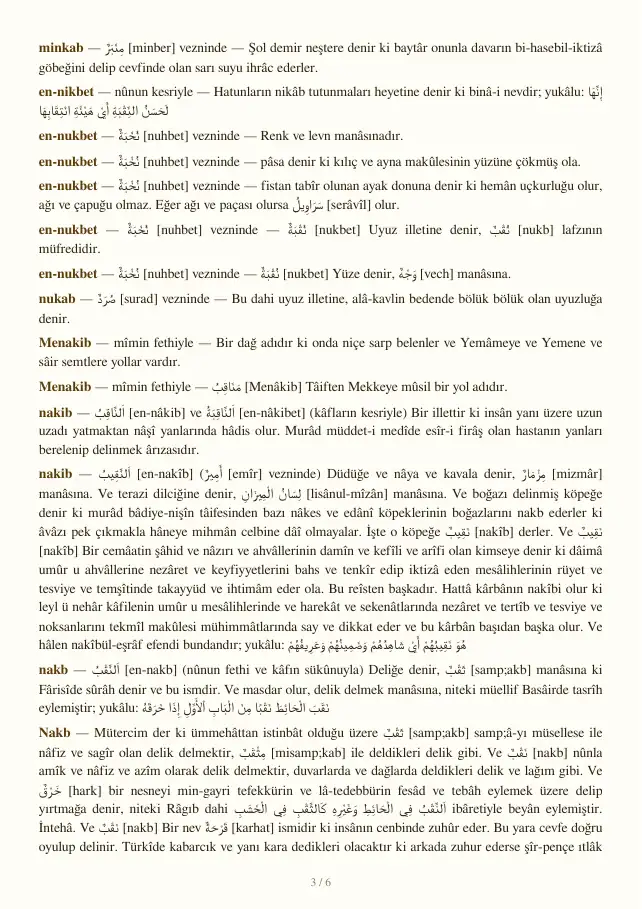 minkab — مِنْبَرٌ [minber] vezninde — Şol demir neştere denir ki baytâr onunla davarın bi-hasebil-iktizâ
göbeğini delip cevfinde olan sarı suyu ihrâc ederler.
en-nikbet — nûnun kesriyle — Hatunların nikâb tutunmaları heyetine denir ki binâ-i nevdir; yukâlu: إِنَّهَا
لَحَسَنُ النِّقْبَةِ أَيْ هَيْئَةِ انْتِقَابِهَا
en-nukbet — نُخْبَةٌ [nuhbet] vezninde — Renk ve levn manâsınadır.
en-nukbet — نُخْبَةٌ [nuhbet] vezninde — pâsa denir ki kılıç ve ayna makûlesinin yüzüne çökmüş ola.
en-nukbet — نُخْبَةٌ [nuhbet] vezninde — fistan tabîr olunan ayak donuna denir ki hemân uçkurluğu olur,
ağı ve çapuğu olmaz. Eğer ağı ve paçası olursa سَرَاوِيلُ [serâvîl] olur.
en-nukbet — نُخْبَةٌ [nuhbet] vezninde — نُقْبَةٌ [nukbet] Uyuz illetine denir, نُقْبٌ [nukb] lafzının
müfredidir.
en-nukbet — نُخْبَةٌ [nuhbet] vezninde — نُقْبَةٌ [nukbet] Yüze denir, وَجْهٌ [vech] manâsına.
nukab — صُرَدٌ [surad] vezninde — Bu dahi uyuz illetine, alâ-kavlin bedende bölük bölük olan uyuzluğa
denir.
Menakib — mîmin fethiyle — Bir dağ adıdır ki onda niçe sarp belenler ve Yemâmeye ve Yemene ve
sâir semtlere yollar vardır.
Menakib — mîmin fethiyle — مَنَاقِبُ [Menâkib] Tâiften Mekkeye mûsil bir yol adıdır.
nakib — اَلنَّاقِبُ [en-nâkib] ve اَلنَّاقِبَةُ [en-nâkibet] (kâfların kesriyle) Bir illettir ki insân yanı üzere uzun
uzadı yatmaktan nâşî yanlarında hâdis olur. Murâd müddet-i medîde esîr-i firâş olan hastanın yanları
berelenip delinmek ârızasıdır.
nakib — اَلنَّقِيبُ [en-nakîb] (أَمِيرٌ [emîr] vezninde) Düdüğe ve nâya ve kavala denir, مِزْمَارٌ [mizmâr]
manâsına. Ve terazi dilciğine denir, لِسَانُ الْمِيزَانِ [lisânul-mîzân] manâsına. Ve boğazı delinmiş köpeğe
denir ki murâd bâdiye-nişîn tâifesinden bazı nâkes ve edânî köpeklerinin boğazlarını nakb ederler ki
âvâzı pek çıkmakla hâneye mihmân celbine dâî olmayalar. İşte o köpeğe نَقِيبٌ [nakîb] derler. Ve نَقِيبٌ
[nakîb] Bir cemâatin şâhid ve nâzırı ve ahvâllerinin damîn ve kefîli ve arîfi olan kimseye denir ki dâimâ
umûr u ahvâllerine nezâret ve keyfiyyetlerini bahs ve tenkîr edip iktizâ eden mesâlihlerinin rüyet ve
tesviye ve temşîtinde takayyüd ve ihtimâm eder ola. Bu reîsten başkadır. Hattâ kârbânın nakîbi olur ki
leyl ü nehâr kâfilenin umûr u mesâlihlerinde ve harekât ve sekenâtlarında nezâret ve tertîb ve tesviye ve
noksanlarını tekmîl makûlesi mühimmâtlarında say ve dikkat eder ve bu kârbân başıdan başka olur. Ve
hâlen nakîbül-eşrâf efendi bundandır; yukâlu: هُوَ نَقِيبُهُمْ أَيْ شَاهِدُهُمْ وَضَمِينُهُمْ وَعَرِيفُهُمْ
nakb — اَلنَّقْبُ [en-nakb] (nûnun fethi ve kâfın sükûnuyla) Deliğe denir, ثَقْبٌ [samp;akb] manâsına ki
Fârisîde sûrâh denir ve bu ismdir. Ve masdar olur, delik delmek manâsına, niteki müellif Basâirde tasrîh
eylemiştir; yukâlu: نَقَبَ الْحَائِطَ نَقْبًا مِنَ الْبَابِ اْلأَوَّلِ إِذَا خَرَقَهُ
Nakb — Mütercim der ki ümmehâttan istinbât olduğu üzere ثَقْبٌ [samp;akb] samp;â-yı müsellese ile
nâfiz ve sagîr olan delik delmektir, مِثْقَبٌ [misamp;kab] ile deldikleri delik gibi. Ve نَقْبٌ [nakb] nûnla
amîk ve nâfiz ve azîm olarak delik delmektir, duvarlarda ve dağlarda deldikleri delik ve lağım gibi. Ve
خَرْقٌ [hark] bir nesneyi min-gayri tefekkürin ve lâ-tedebbürin fesâd ve tebâh eylemek üzere delip
yırtmağa denir, niteki Râgıb dahi اَلنَّقْبُ فِي الْحَائِطِ وَغَيْرِهِ كَالثَّقْبِ فِي الْخَشَبِ ibâretiyle beyân eylemiştir.
İntehâ. Ve نَقْبٌ [nakb] Bir nev قَرْحَةٌ [karhat] ismidir ki insânın cenbinde zuhûr eder. Bu yara cevfe doğru
oyulup delinir. Türkîde kabarcık ve yanı kara dedikleri olacaktır ki arkada zuhur ederse şîr-pençe ıtlâk
3 / 6